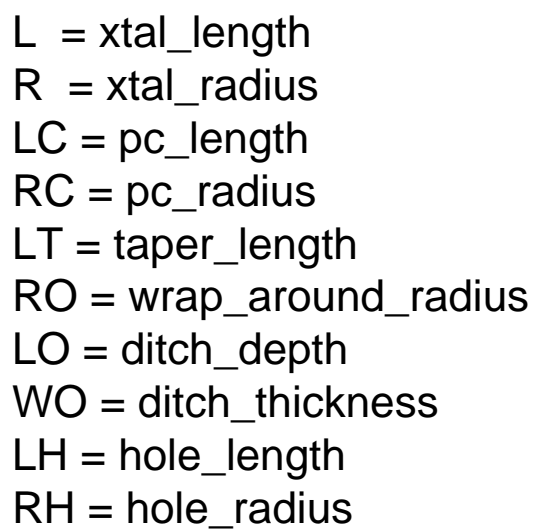 L = xtal_length
R = xtal_radius
LC = pc_length
RC = pc_radius
LT = taper_length
RO = wrap_around_radius
LO = ditch_depth
WO = ditch_thickness
LH = hole_length
RH = hole_radius